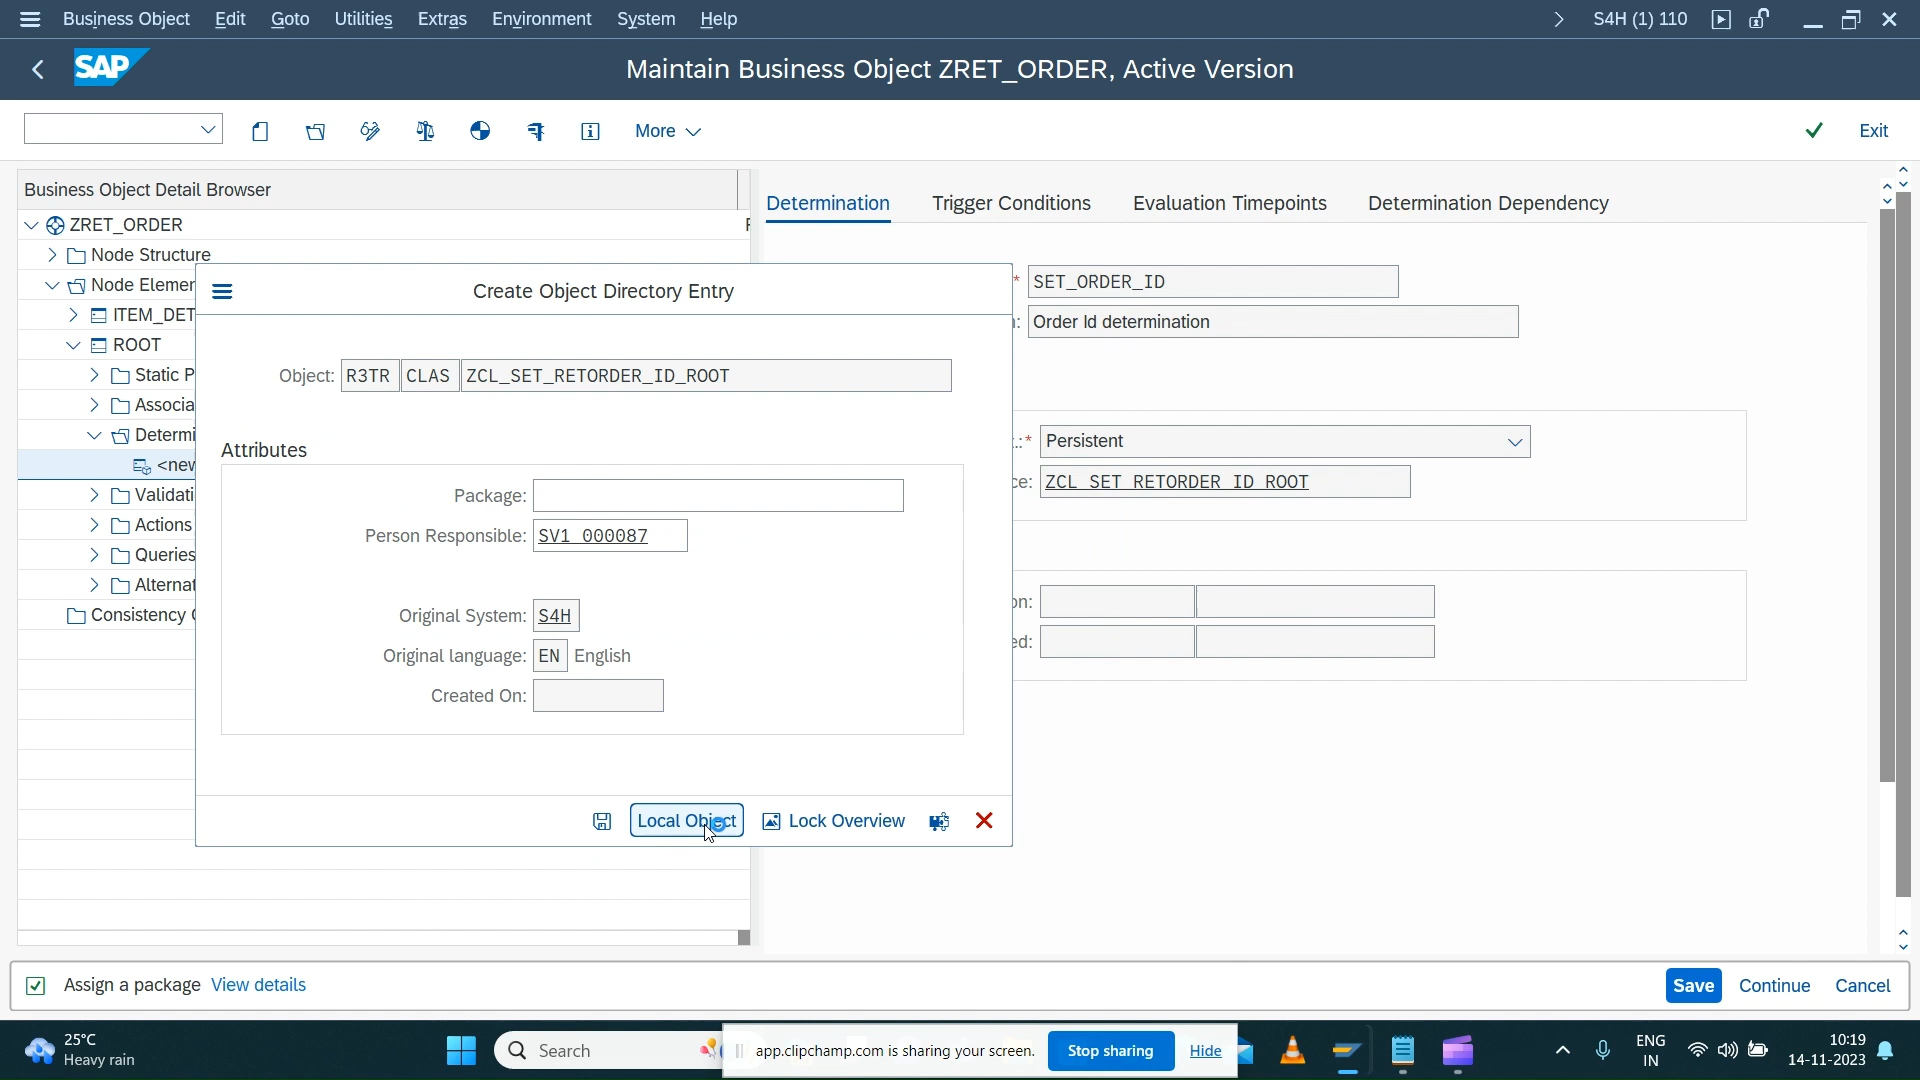 Business Object Edit Goto Utilities Extras Environment System Help S4H (1) 110
SAP Maintain Business Object ZRET_ORDER, Active Version
More Exit
Business Object Detail Browser
ZRET_ORDER
Node Structure
Node Elemen
ITEM_DET
ROOT
Static P
Associa
Determi
<new
Validati
Actions
Queries
Alternat
Consistency
Determination Trigger Conditions Evaluation Timepoints Determination Dependency
* SET_ORDER_ID
: Order Id determination
.:* Persistent
ce: ZCL_SET_RETORDER_ID_ROOT
on:
ed:
Create Object Directory Entry
Object: R3TR CLAS ZCL_SET_RETORDER_ID_ROOT
Attributes
Package:
Person Responsible: SV1_000087
Original System: S4H
Original language: EN English
Created On:
Local Object Lock Overview
Assign a package View details Save Continue Cancel
25°C
Heavy rain
Search
app.clipchamp.com is sharing your screen. Stop sharing Hide
ENG
IN
10:19
14-11-2023